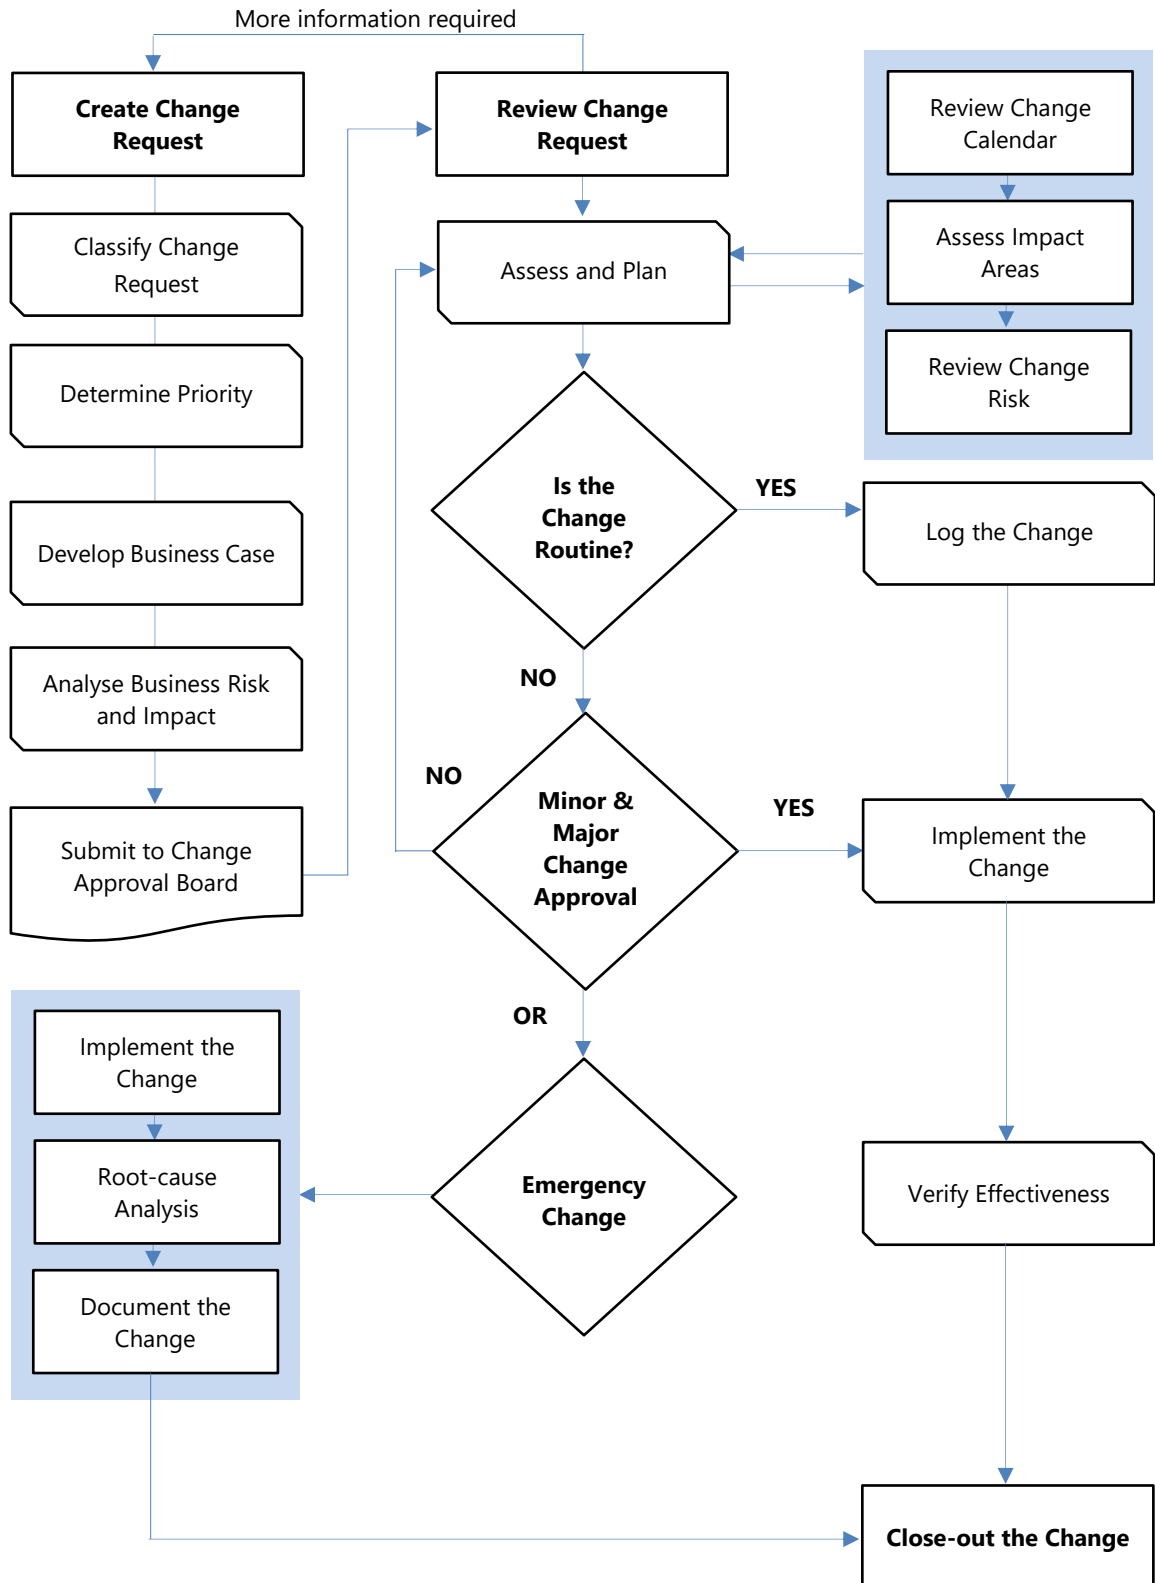 More information required
Create Change
Request
Classify Change
Request
Determine Priority
Develop Business Case
Analyse Business Risk
and Impact
Submit to Change
Approval Board
Review Change
Request
Assess and Plan
Review Change
Calendar
Assess Impact
Areas
Review Change
Risk
Is the
Change
Routine?
YES
Log the Change
NO
Minor &
Major
Change
Approval
NO
YES
Implement the
Change
OR
Emergency
Change
Implement the
Change
Root-cause
Analysis
Document the
Change
Verify Effectiveness
Close-out the Change